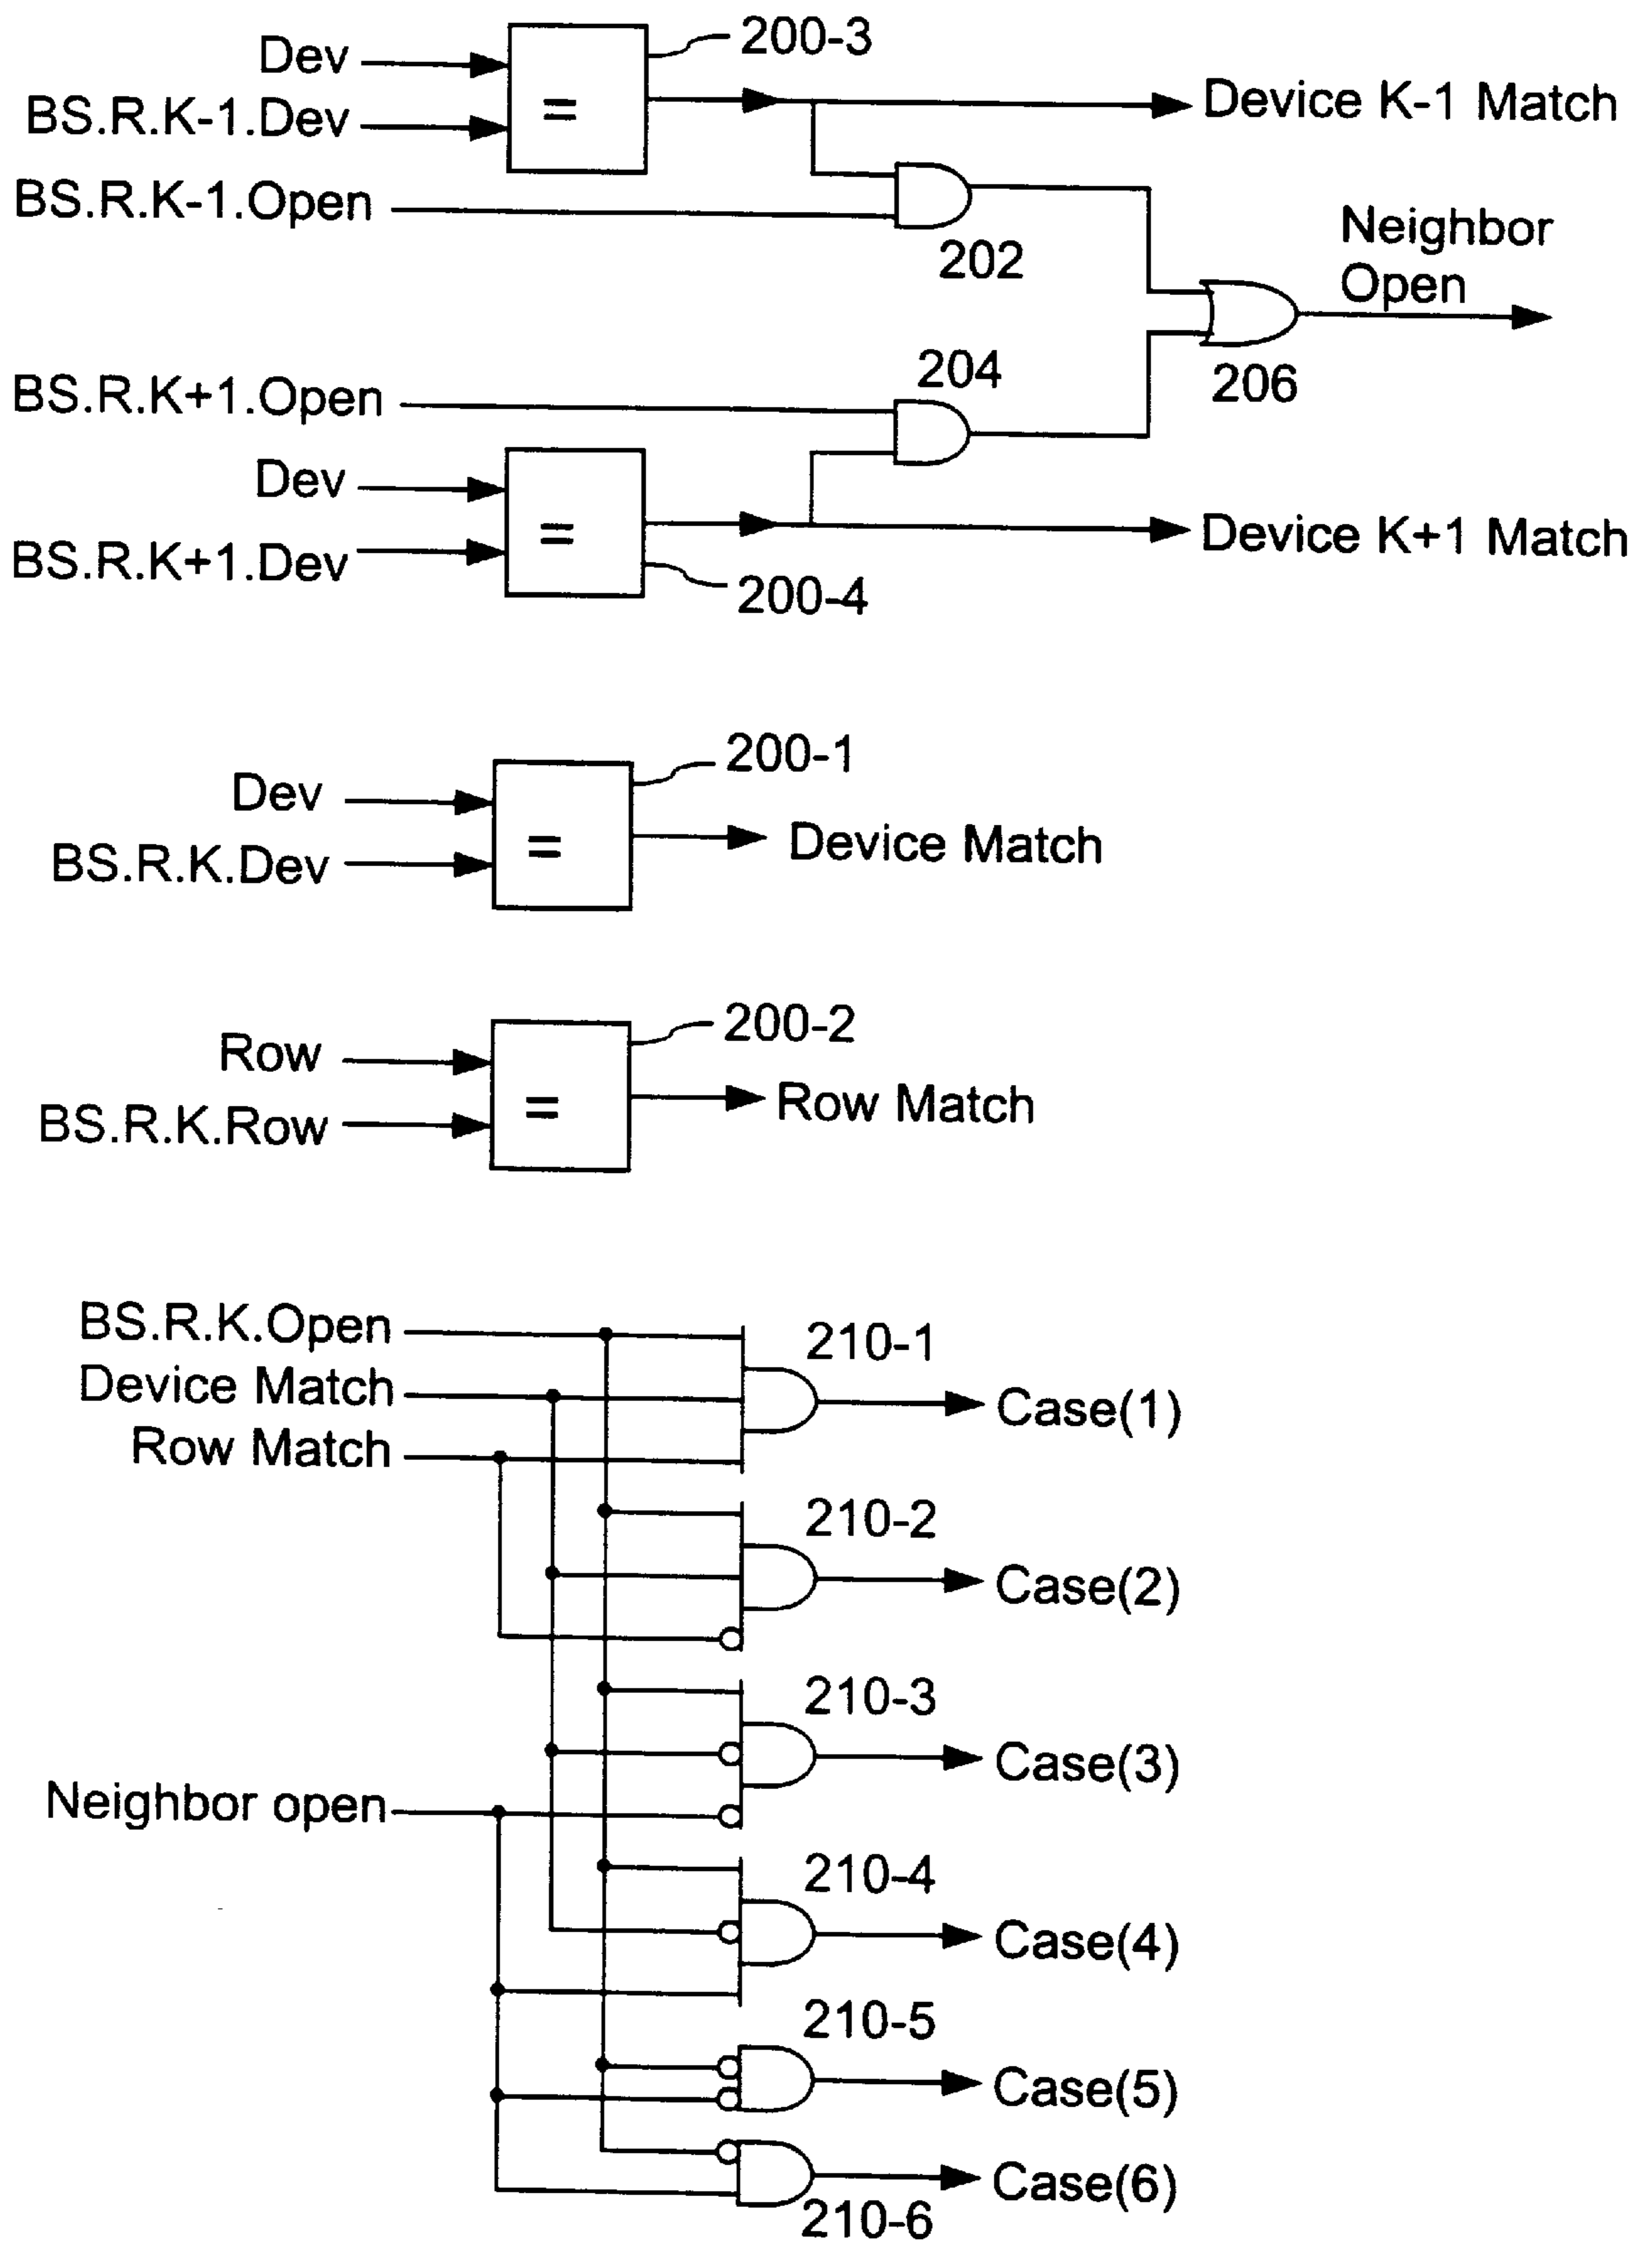 200-3
Dev
=
BS.R.K-1.Dev
Device K-1 Match
BS.R.K-1.Open
202
Neighbor
Open
204
206
BS.R.K+1.Open
Dev
=
BS.R.K+1.Dev
Device K+1 Match
200-4
200-1
Dev
=
BS.R.K.Dev
Device Match
200-2
Row
=
BS.R.K.Row
Row Match
BS.R.K.Open
210-1
Device Match
Case(1)
Row Match
210-2
Case(2)
210-3
Case(3)
Neighbor open
210-4
Case(4)
210-5
Case(5)
Case(6)
210-6